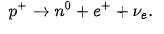 p⁺ → n⁰ + e⁺ + νₑ.